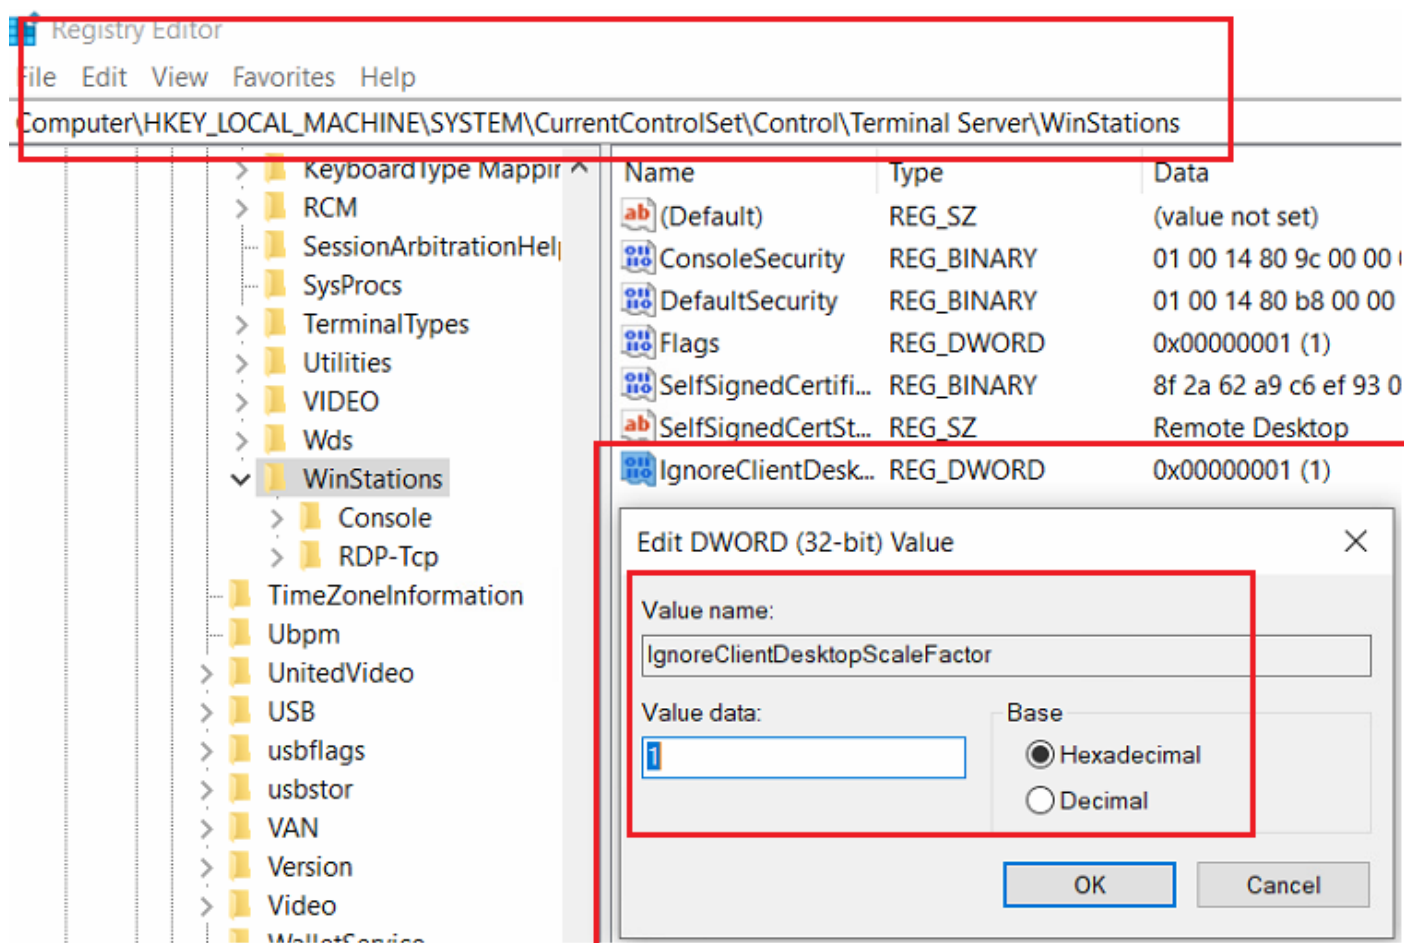 Registry Editor
File Edit View Favorites Help
Computer\HKEY_LOCAL_MACHINE\SYSTEM\CurrentControlSet\Control\Terminal Server\WinStations
KeyboardType Mappin
RCM
SessionArbitrationHelp
SysProcs
TerminalTypes
Utilities
VIDEO
Wds
WinStations
Console
RDP-Tcp
TimeZoneInformation
Ubpm
UnitedVideo
USB
usbflags
usbstor
VAN
Version
Video
WalletService
Name Type Data
(Default) REG_SZ (value not set)
ConsoleSecurity REG_BINARY 01 00 14 80 9c 00 00
DefaultSecurity REG_BINARY 01 00 14 80 b8 00 00
Flags REG_DWORD 0x00000001 (1)
SelfSignedCertifi... REG_BINARY 8f 2a 62 a9 c6 ef 93 0
SelfSignedCertSt... REG_SZ Remote Desktop
IgnoreClientDesk... REG_DWORD 0x00000001 (1)
Edit DWORD (32-bit) Value
Value name:
IgnoreClientDesktopScaleFactor
Value data: Base
1 Hexadecimal
Decimal
OK Cancel